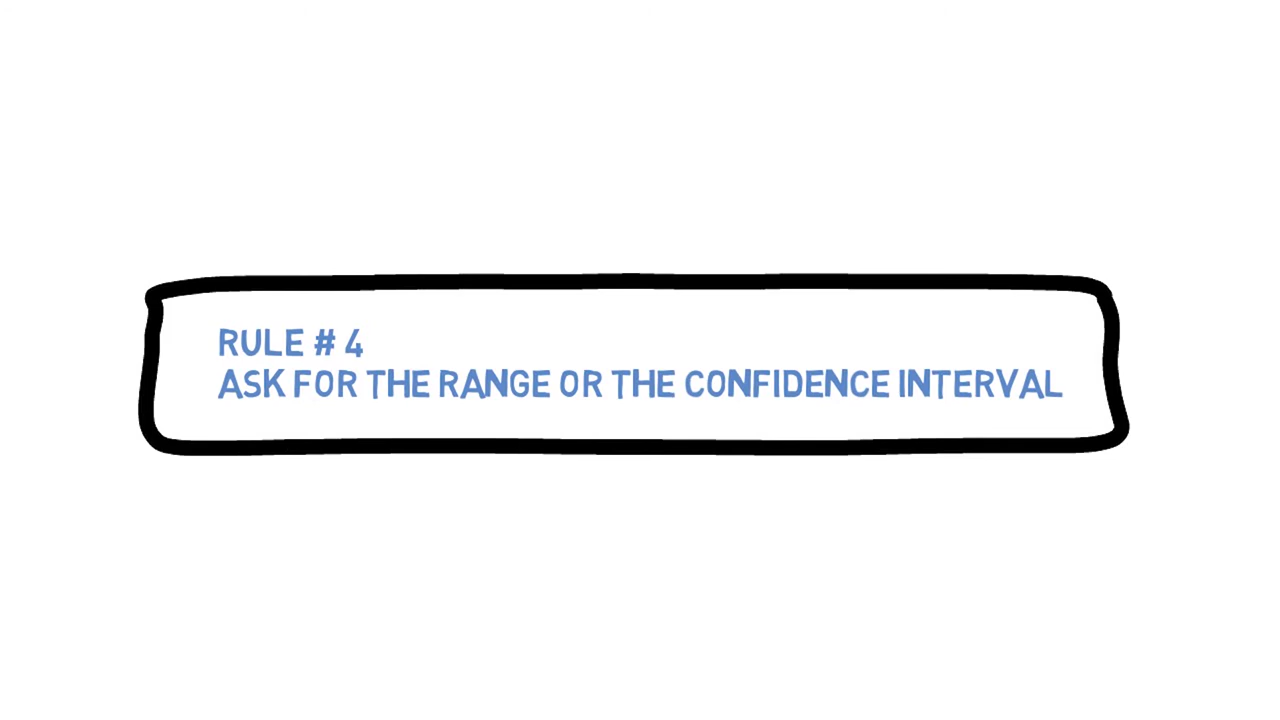 RULE # 4
ASK FOR THE RANGE OR THE CONFIDENCE INTERVAL